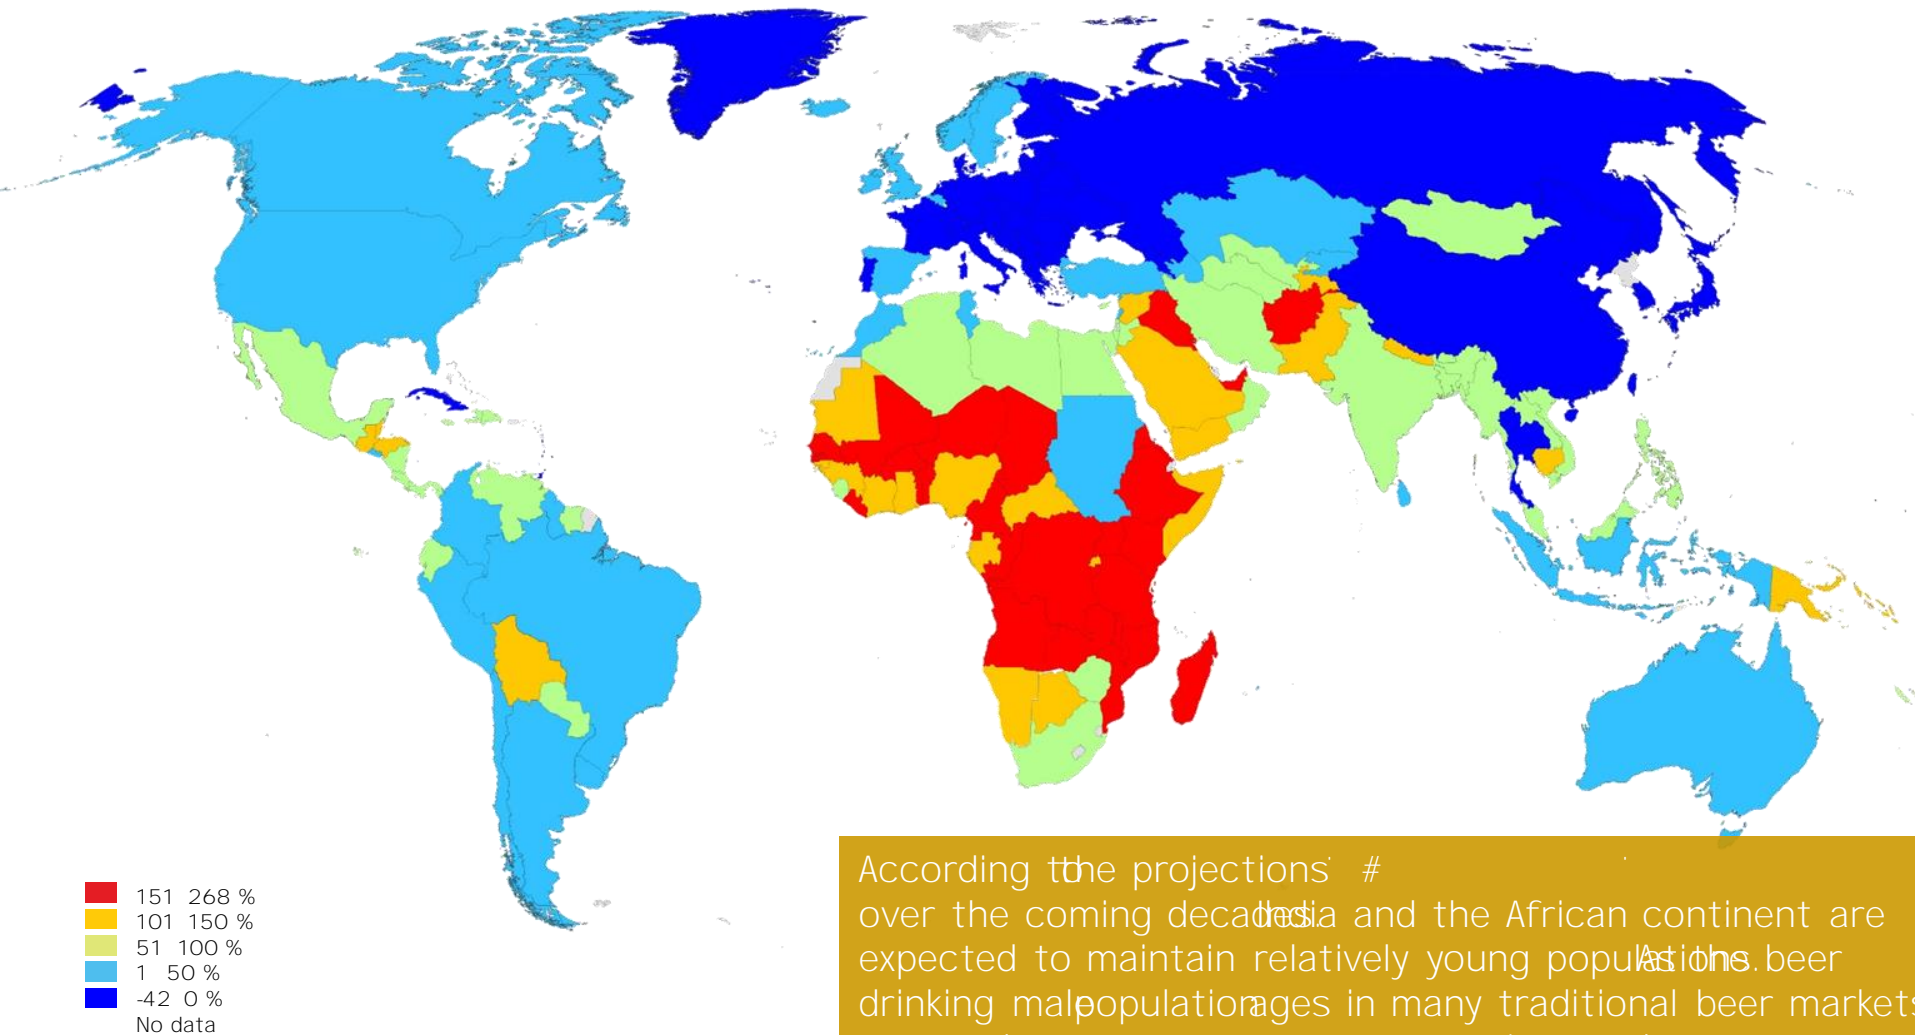 151 268 %
101 150 %
51 100 %
1 50 %
-42 0 %
No data
According to the projections #
over the coming decades. India and the African continent are
expected to maintain relatively young populations. As the beer
drinking male population ages in many traditional beer markets